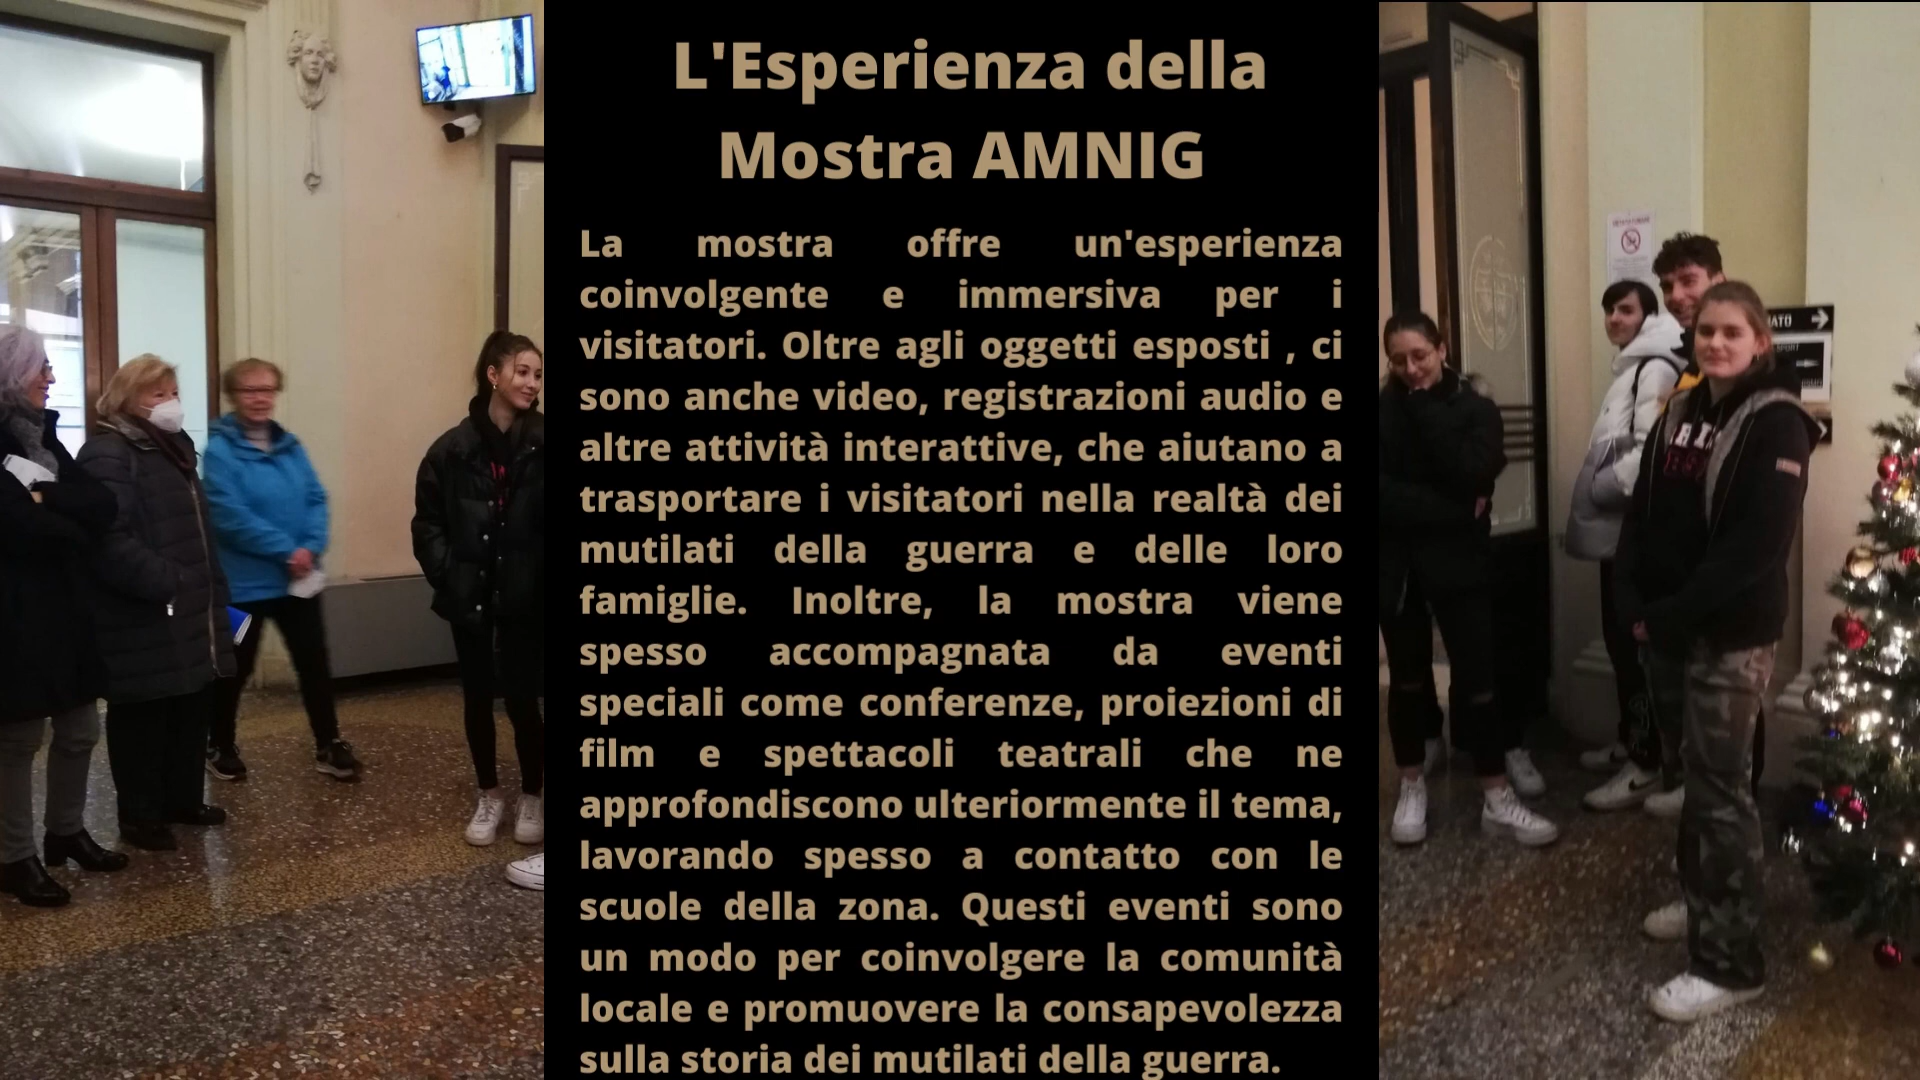 L'Esperienza della
Mostra AMNIG
La mostra offre un'esperienza
coinvolgente e immersiva per i
visitatori. Oltre agli oggetti esposti , ci
sono anche video, registrazioni audio e
altre attività interattive, che aiutano a
trasportare i visitatori nella realtà dei
mutilati della guerra e delle loro
famiglie. Inoltre, la mostra viene
spesso accompagnata da eventi
speciali come conferenze, proiezioni di
film e spettacoli teatrali che ne
approfondiscono ulteriormente il tema,
lavorando spesso a contatto con le
scuole della zona. Questi eventi sono
un modo per coinvolgere la comunità
locale e promuovere la consapevolezza
sulla storia dei mutilati della guerra.